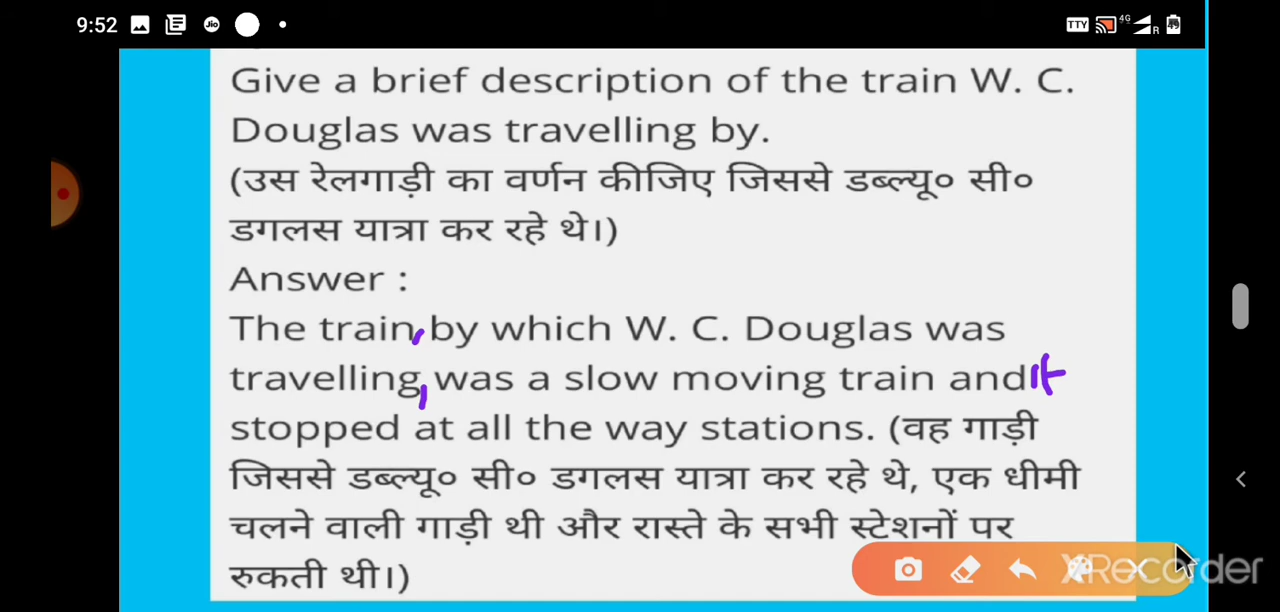 9:52
Jio
TTY
4G
R
Give a brief description of the train W. C.
Douglas was travelling by.
(उस रेलगाड़ी का वर्णन कीजिए जिससे डब्ल्यू० सी०
डगलस यात्रा कर रहे थे।)
Answer :
The train, by which W. C. Douglas was
travelling, was a slow moving train and it
stopped at all the way stations. (वह गाड़ी
जिससे डब्ल्यू० सी० डगलस यात्रा कर रहे थे, एक धीमी
चलने वाली गाड़ी थी और रास्ते के सभी स्टेशनों पर
रुकती थी।)
XRecorder